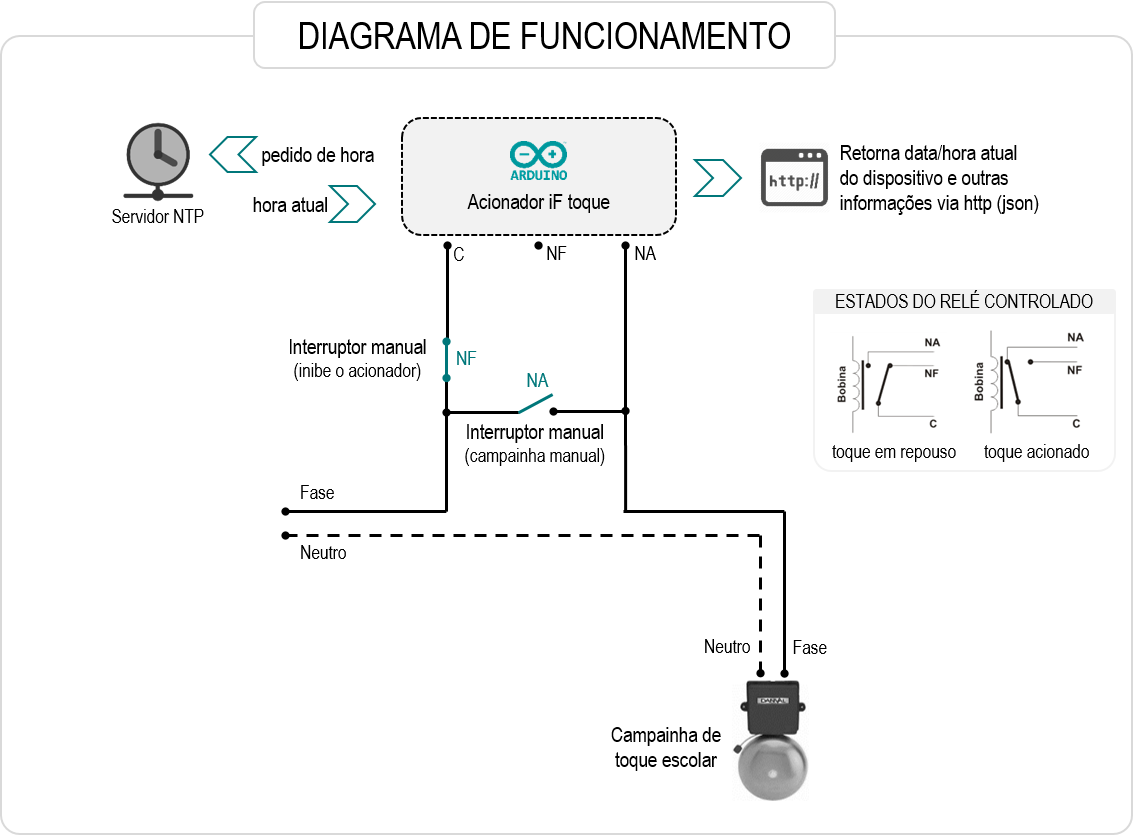 DIAGRAMA DE FUNCIONAMENTO
Servidor NTP
pedido de hora
hora atual
ARDUINO
Acionador iF toque
http://
Retorna data/hora atual
do dispositivo e outras
informações via http (json)
C
NF
NA
Interruptor manual
(inibe o acionador)
NF
NA
Interruptor manual
(campainha manual)
ESTADOS DO RELÉ CONTROLADO
Bobina
NA
NF
C
toque em repouso
Bobina
NA
NF
C
toque acionado
Fase
Neutro
Neutro
Fase
Campainha de
toque escolar